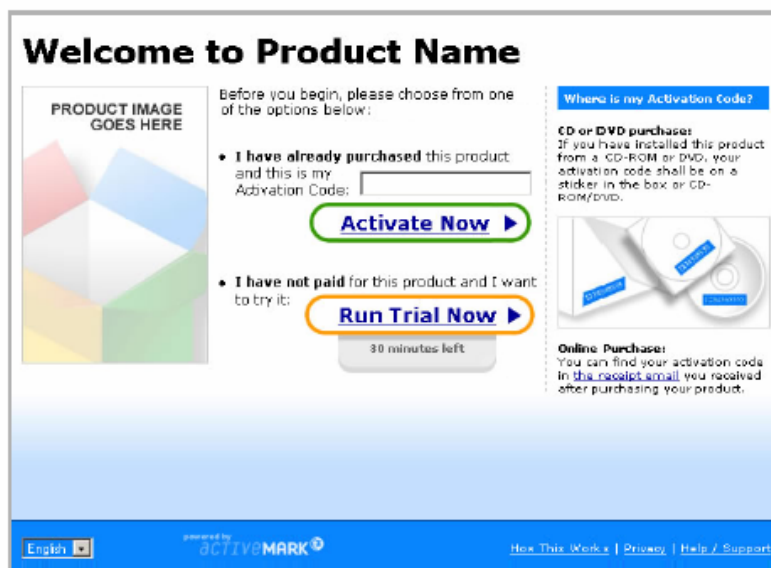 Welcome to Product Name
PRODUCT IMAGE
GOES HERE
Before you begin, please choose from one
of the options below:
• I have already purchased this product
and this is my
Activation Code:
Activate Now
• I have not paid for this product and I want
to try it:
Run Trial Now
30 minutes left
Where is my Activation Code?
CD or DVD purchase:
If you have installed this product
from a CD-ROM or DVD, your
activation code shall be on a
sticker in the box or CD-
ROM/DVD.
Online Purchase:
You can find your activation code
in the receipt email you received
after purchasing your product.
English
powered by
ACTIVEMARK
How This Works | Privacy | Help / Support